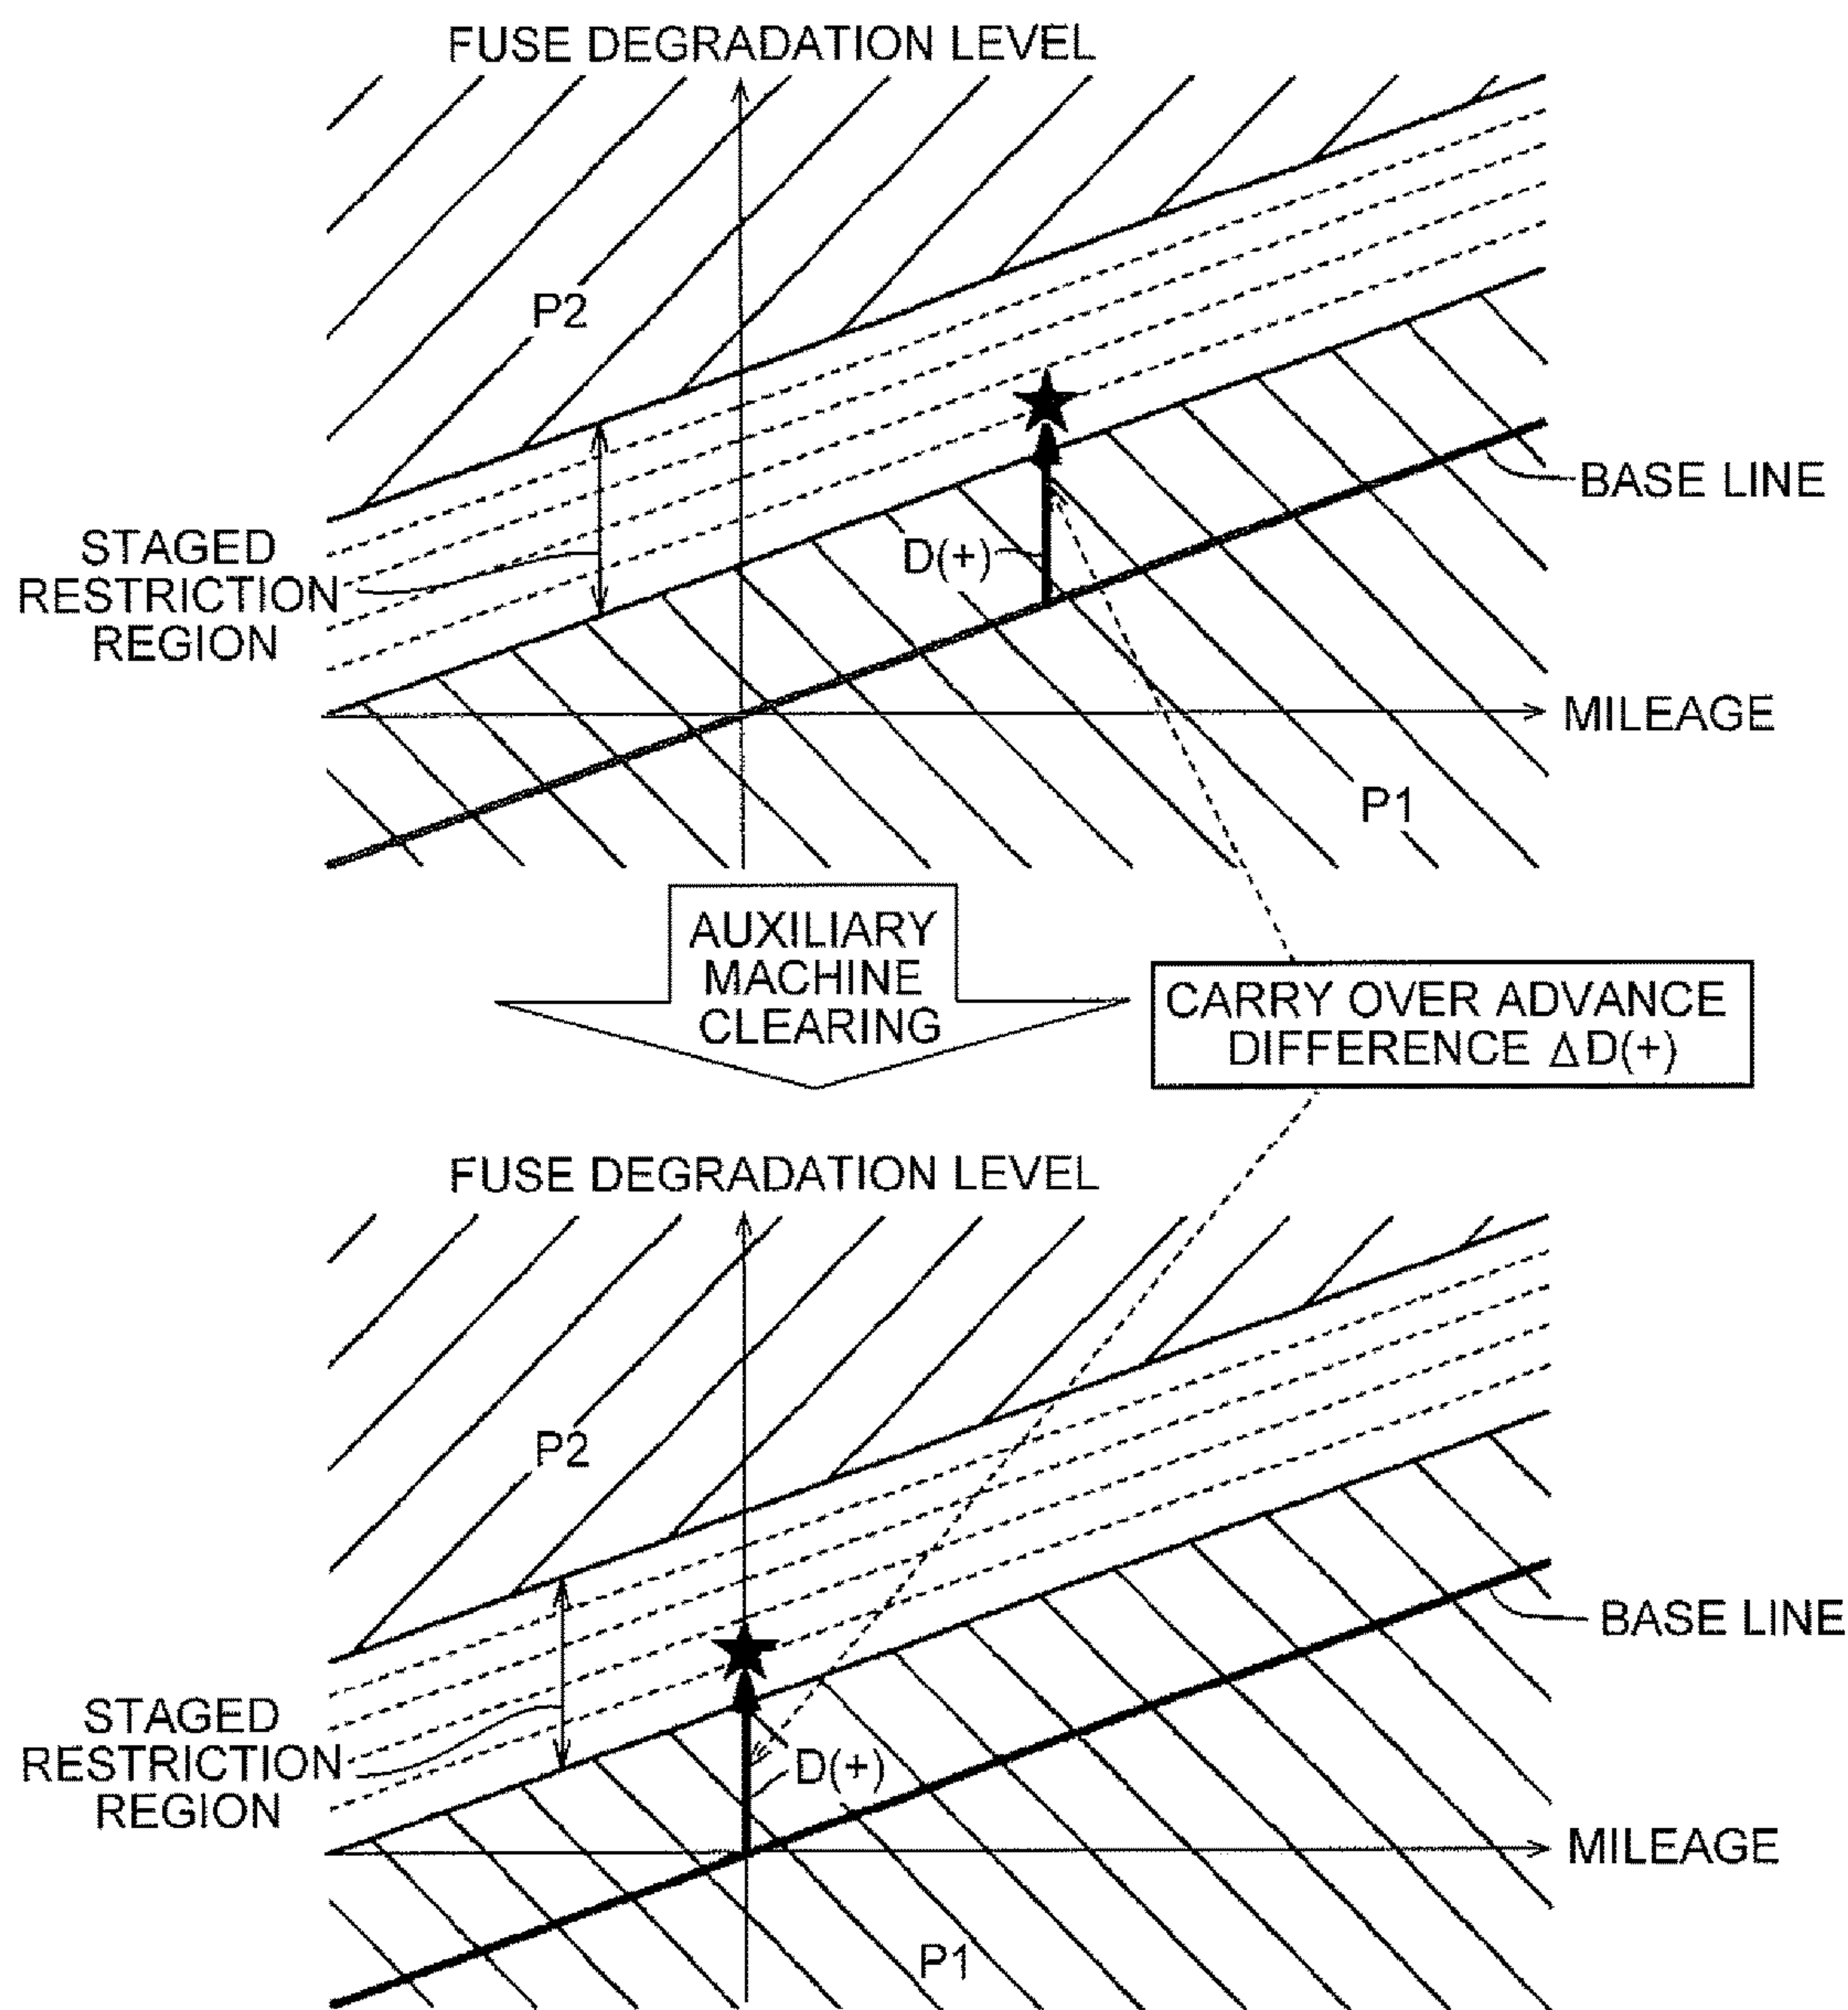 FUSE DEGRADATION LEVEL
P2
STAGED
RESTRICTION
REGION
D(+)
BASE LINE
MILEAGE
P1
AUXILIARY
MACHINE
CLEARING
CARRY OVER ADVANCE
DIFFERENCE ΔD(+)
FUSE DEGRADATION LEVEL
P2
BASE LINE
STAGED
RESTRICTION
REGION
D(+)
MILEAGE
P1